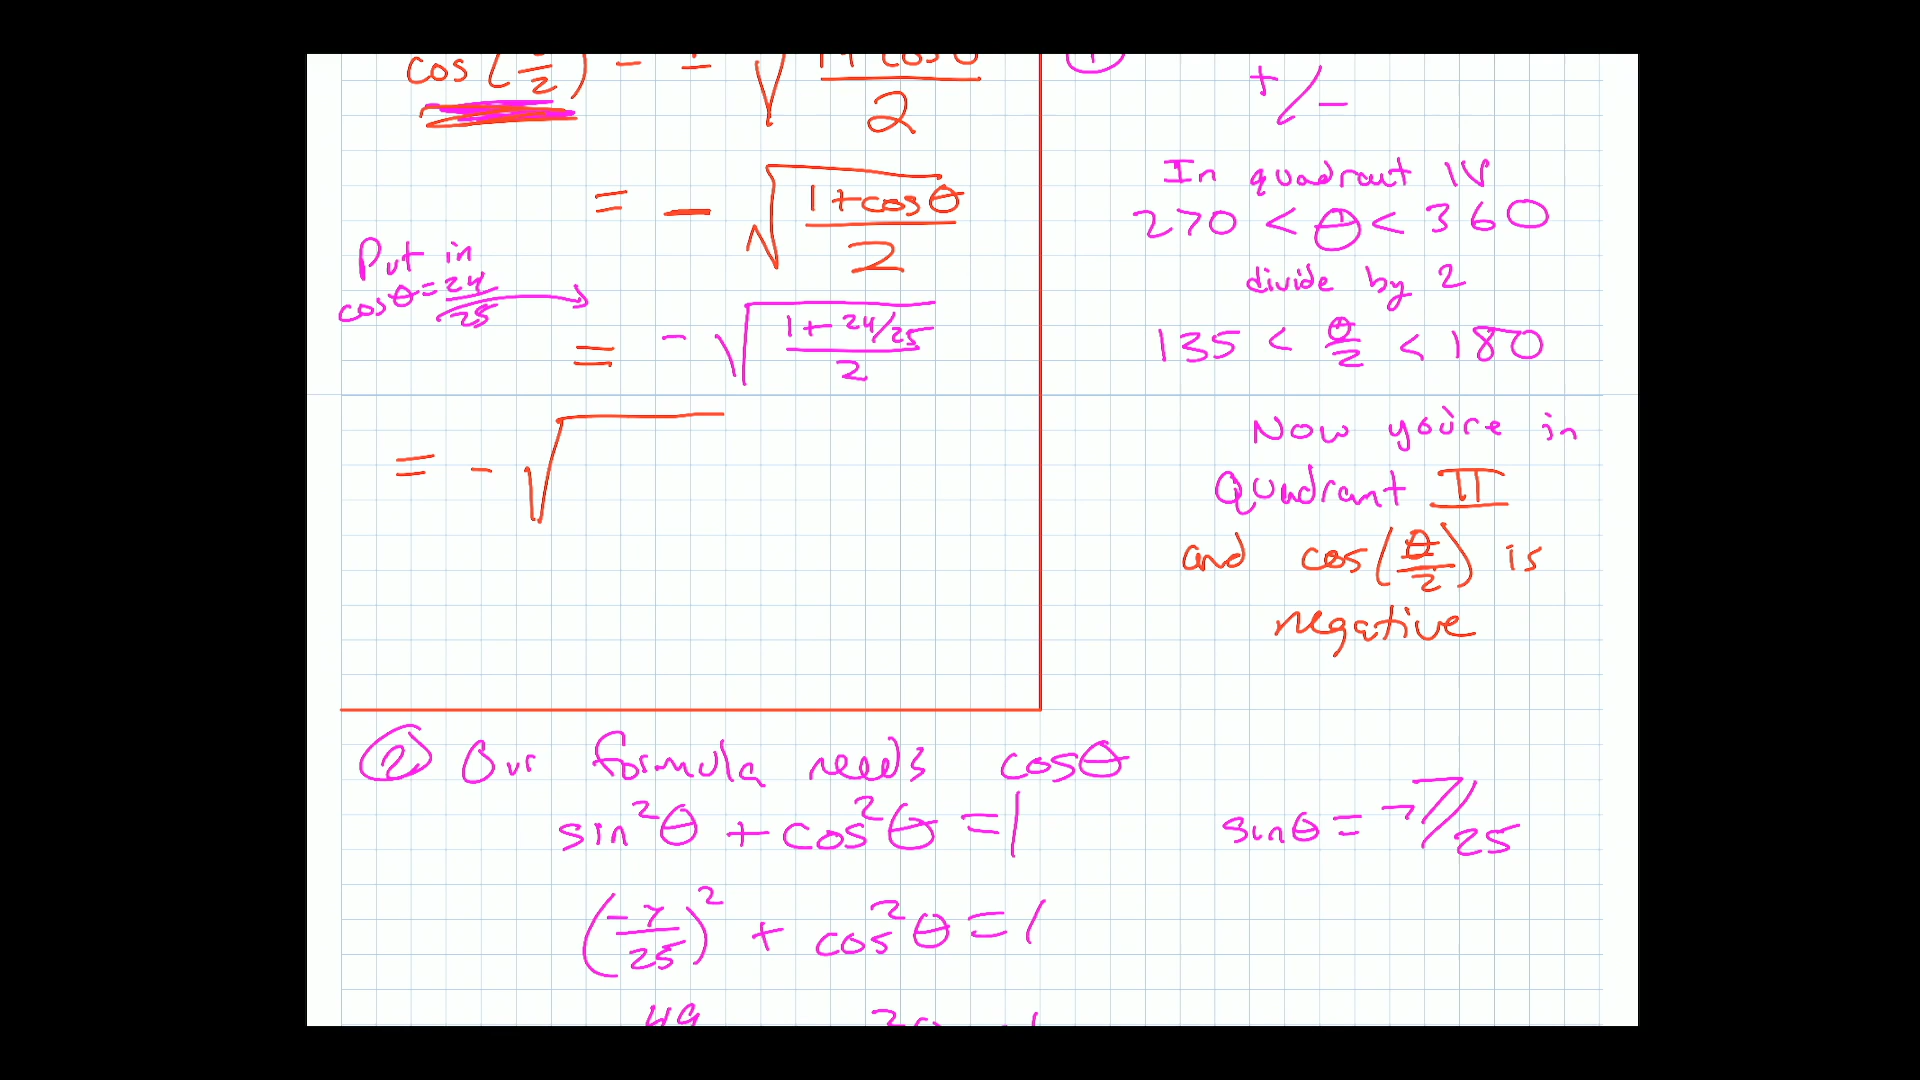 cos(θ/2) = ± √((1+cosθ)/2)
= − √((1+cosθ)/2)
Put in
cosθ = 24/25 →
= − √((1+24/25)/2)
= − √
①
+/−
In quadrant IV
270 < θ < 360
divide by 2
135 < θ/2 < 180
Now you're in
Quadrant II
and cos(θ/2) is
negative
② Our formula needs cosθ
sin²θ + cos²θ = 1
sinθ = −7/25
(−7/25)² + cos²θ = 1
49